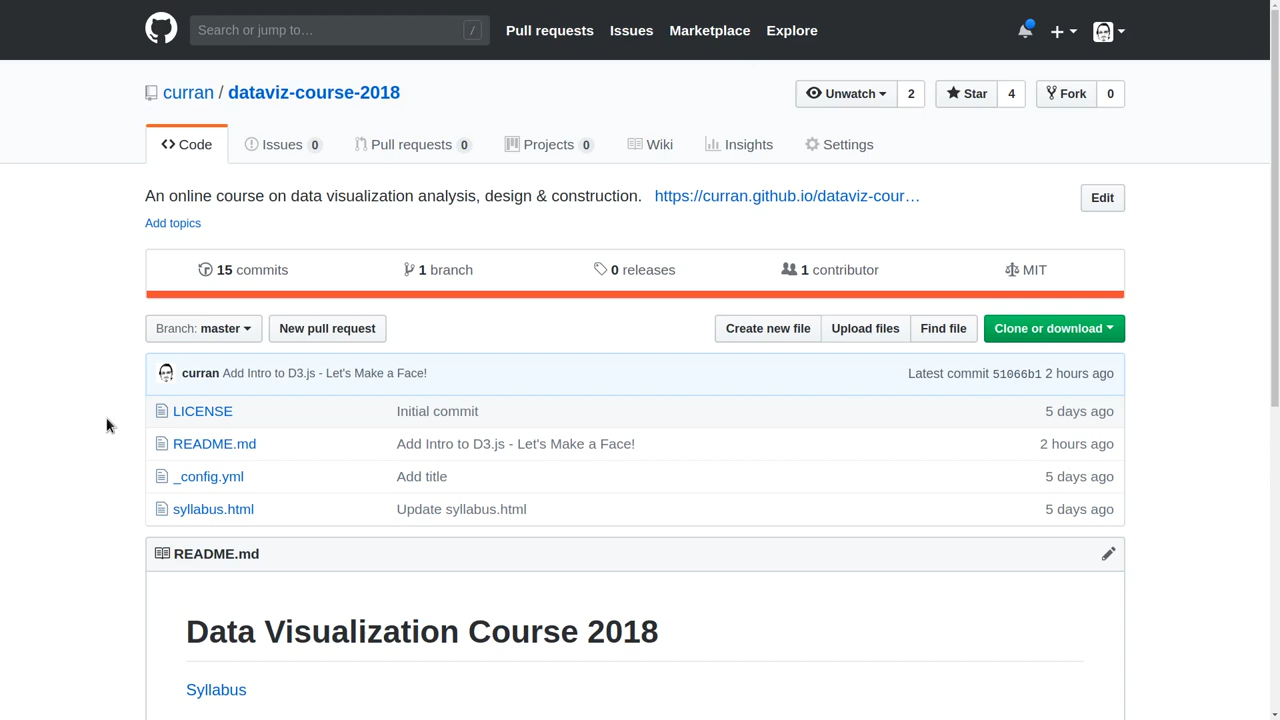 Search or jump to… / Pull requests Issues Marketplace Explore
curran / dataviz-course-2018 Unwatch 2 Star 4 Fork 0
Code Issues 0 Pull requests 0 Projects 0 Wiki Insights Settings
An online course on data visualization analysis, design & construction. https://curran.github.io/dataviz-cour… Edit
Add topics
15 commits 1 branch 0 releases 1 contributor MIT
Branch: master New pull request Create new file Upload files Find file Clone or download
curran Add Intro to D3.js - Let's Make a Face! Latest commit 51066b1 2 hours ago
LICENSE Initial commit 5 days ago
README.md Add Intro to D3.js - Let's Make a Face! 2 hours ago
_config.yml Add title 5 days ago
syllabus.html Update syllabus.html 5 days ago
README.md
Data Visualization Course 2018
Syllabus